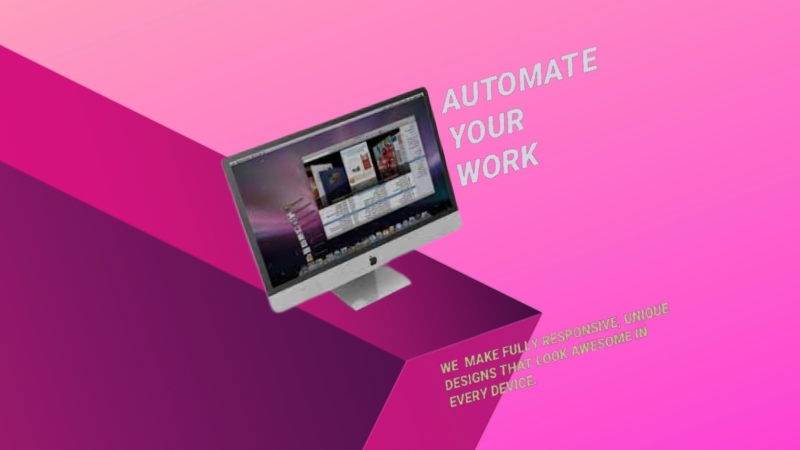 AUTOMATE
YOUR
WORK
WE MAKE FULLY RESPONSIVE, UNIQUE
DESIGNS THAT LOOK AWESOME IN
EVERY DEVICE.